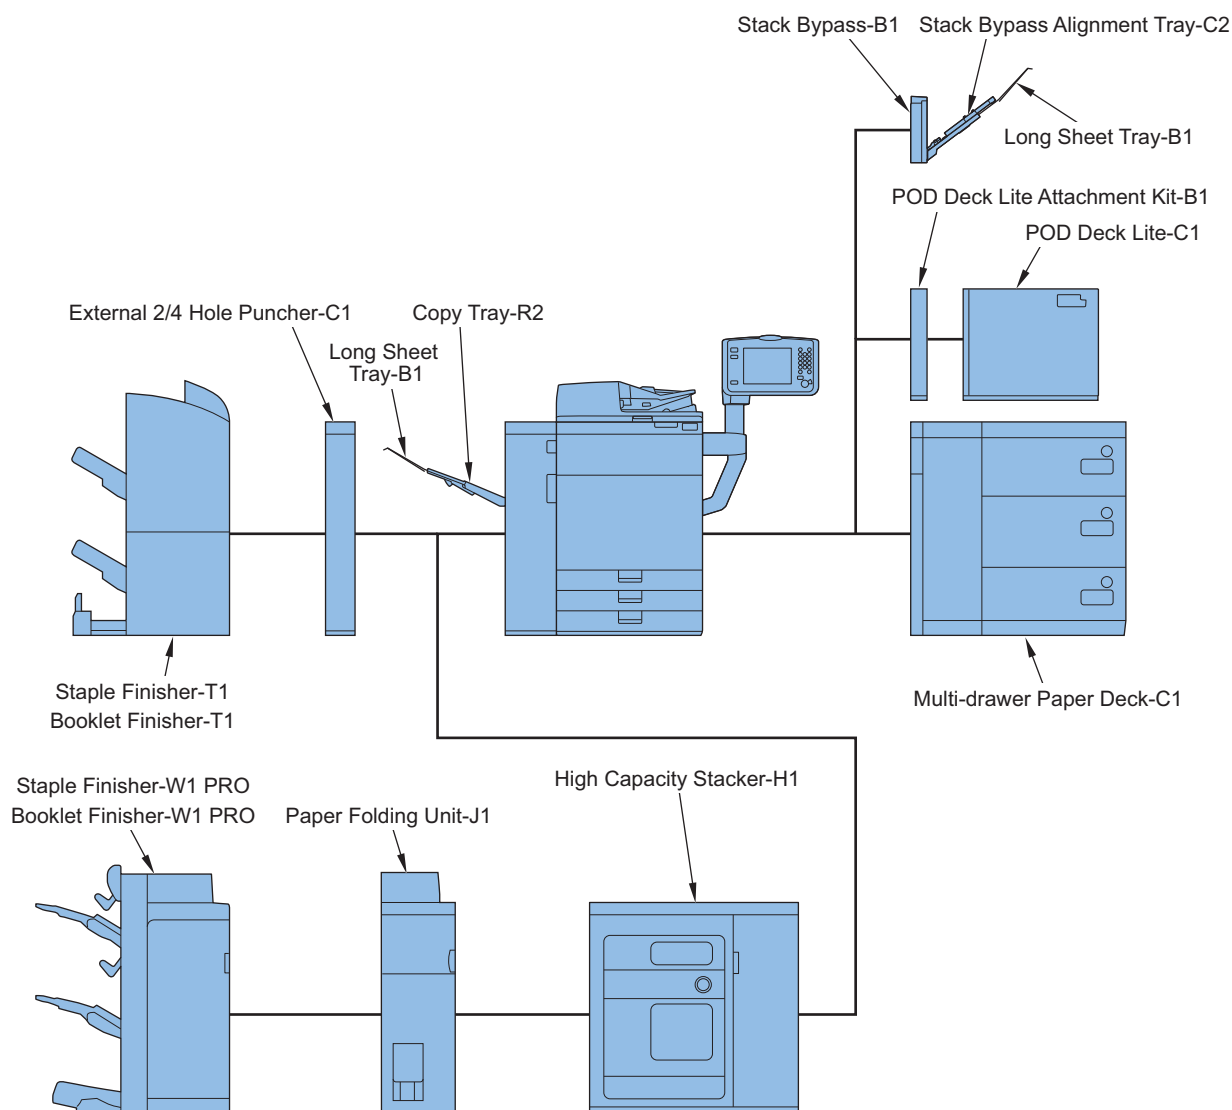 Stack Bypass-B1
Stack Bypass Alignment Tray-C2
Long Sheet Tray-B1
POD Deck Lite Attachment Kit-B1
POD Deck Lite-C1
External 2/4 Hole Puncher-C1
Copy Tray-R2
Long Sheet
Tray-B1
Staple Finisher-T1
Booklet Finisher-T1
Multi-drawer Paper Deck-C1
Staple Finisher-W1 PRO
Booklet Finisher-W1 PRO
Paper Folding Unit-J1
High Capacity Stacker-H1